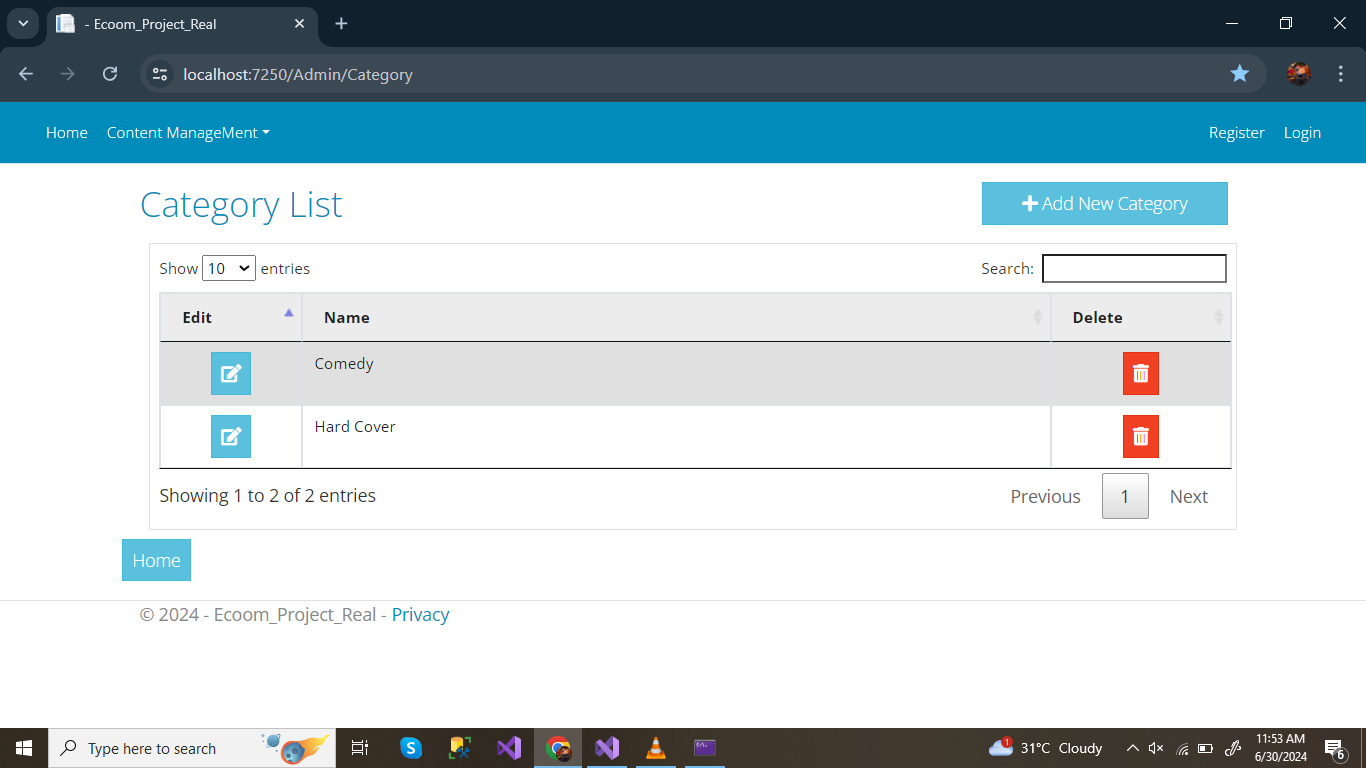 - Ecoom_Project_Real
localhost:7250/Admin/Category
Home Content ManageMent Register Login
Category List Add New Category
Show 10 entries Search:
Edit Name Delete
Comedy
Hard Cover
Showing 1 to 2 of 2 entries Previous 1 Next
Home
© 2024 - Ecoom_Project_Real - Privacy
Type here to search 1 31°C Cloudy 11:53 AM
6/30/2024 6